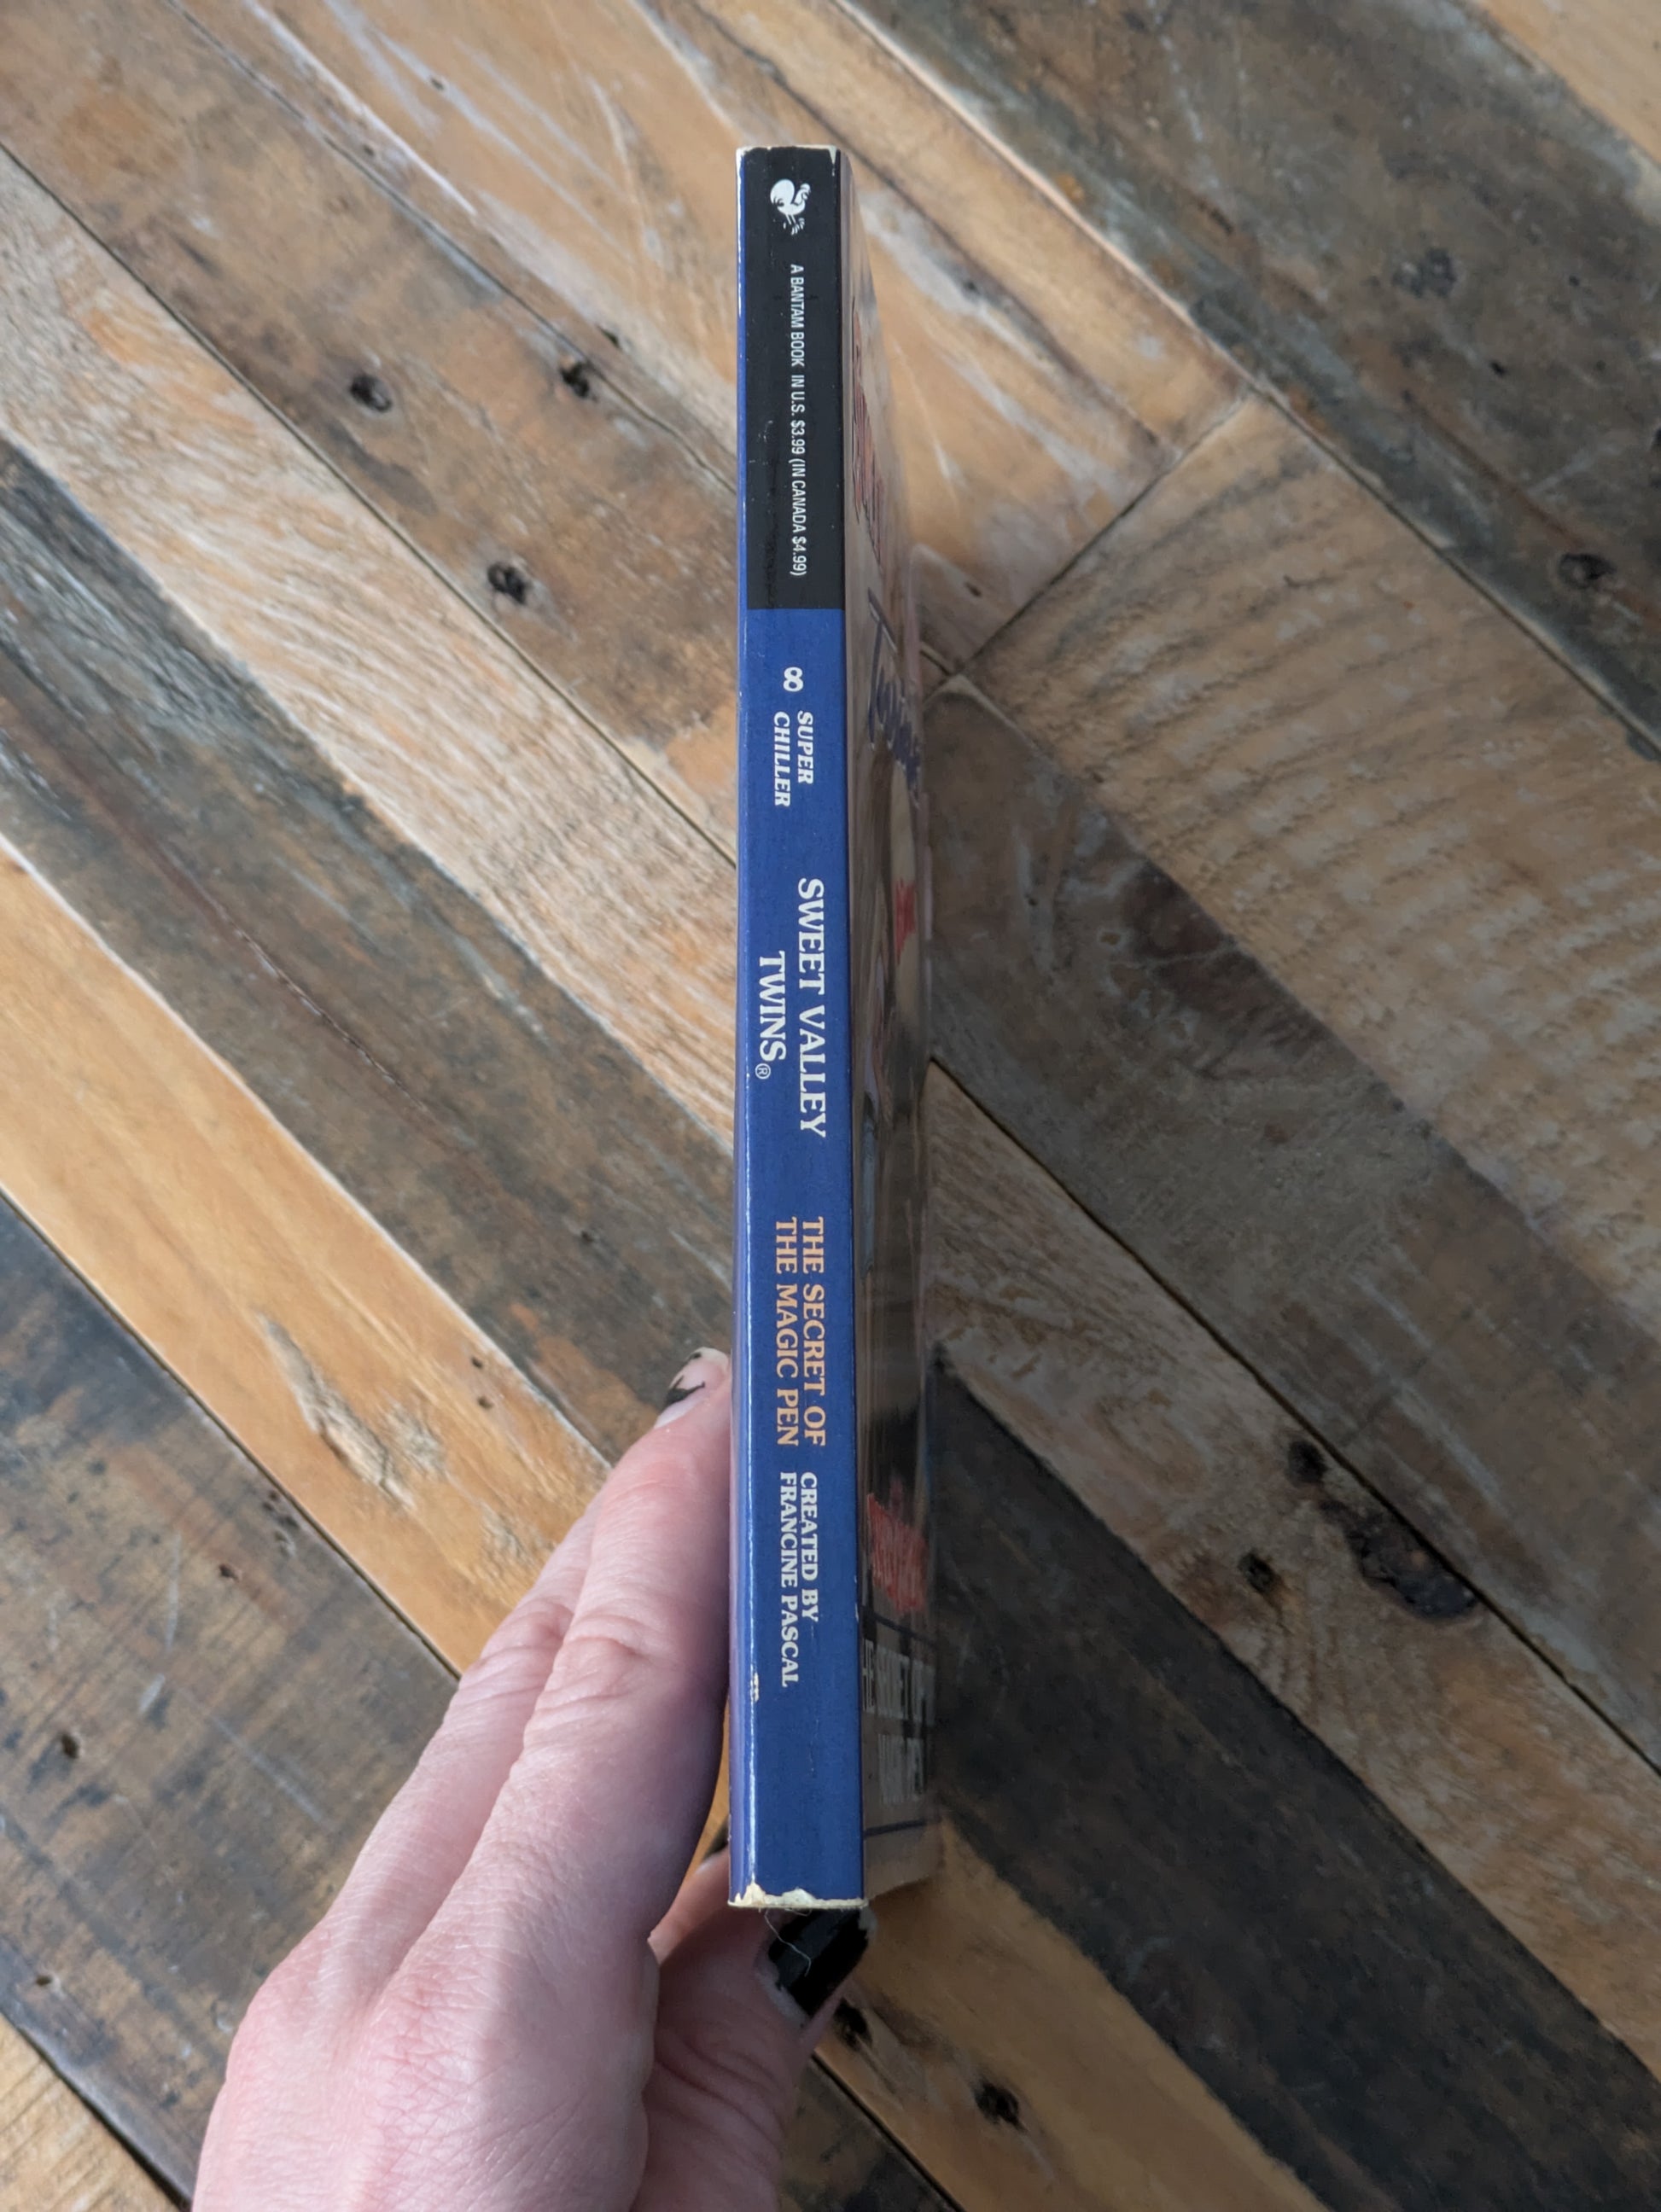 A BANTAM BOOK IN U.S. $3.99 (IN CANADA $4.99)
8
SUPER
CHILLER
SWEET VALLEY
TWINS®
THE SECRET OF
THE MAGIC PEN
CREATED BY
FRANCINE PASCAL